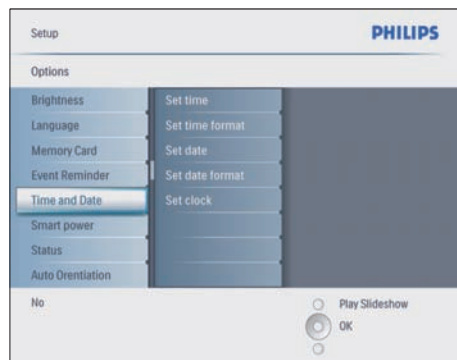 Setup
PHILIPS
Options
Brightness
Set time
Language
Set time format
Memory Card
Set date
Event Reminder
Set date format
Time and Date
Set clock
Smart power
Status
Auto Orentiation
No
Play Slideshow
OK